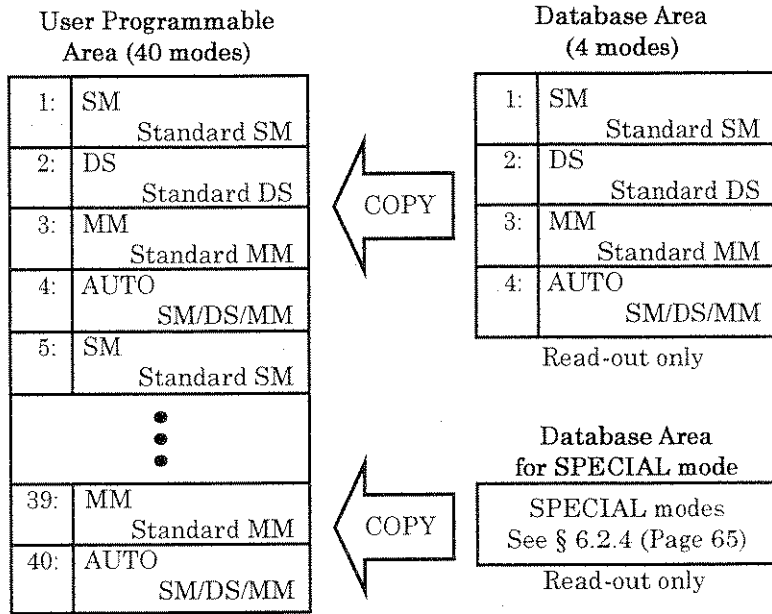 User Programmable
Area (40 modes)
1: SM
Standard SM
2: DS
Standard DS
3: MM
Standard MM
4: AUTO
SM/DS/MM
5: SM
Standard SM
39: MM
Standard MM
40: AUTO
SM/DS/MM
COPY
COPY
Database Area
(4 modes)
1: SM
Standard SM
2: DS
Standard DS
3: MM
Standard MM
4: AUTO
SM/DS/MM
Read-out only
Database Area
for SPECIAL mode
SPECIAL modes
See § 6.2.4 (Page 65)
Read-out only